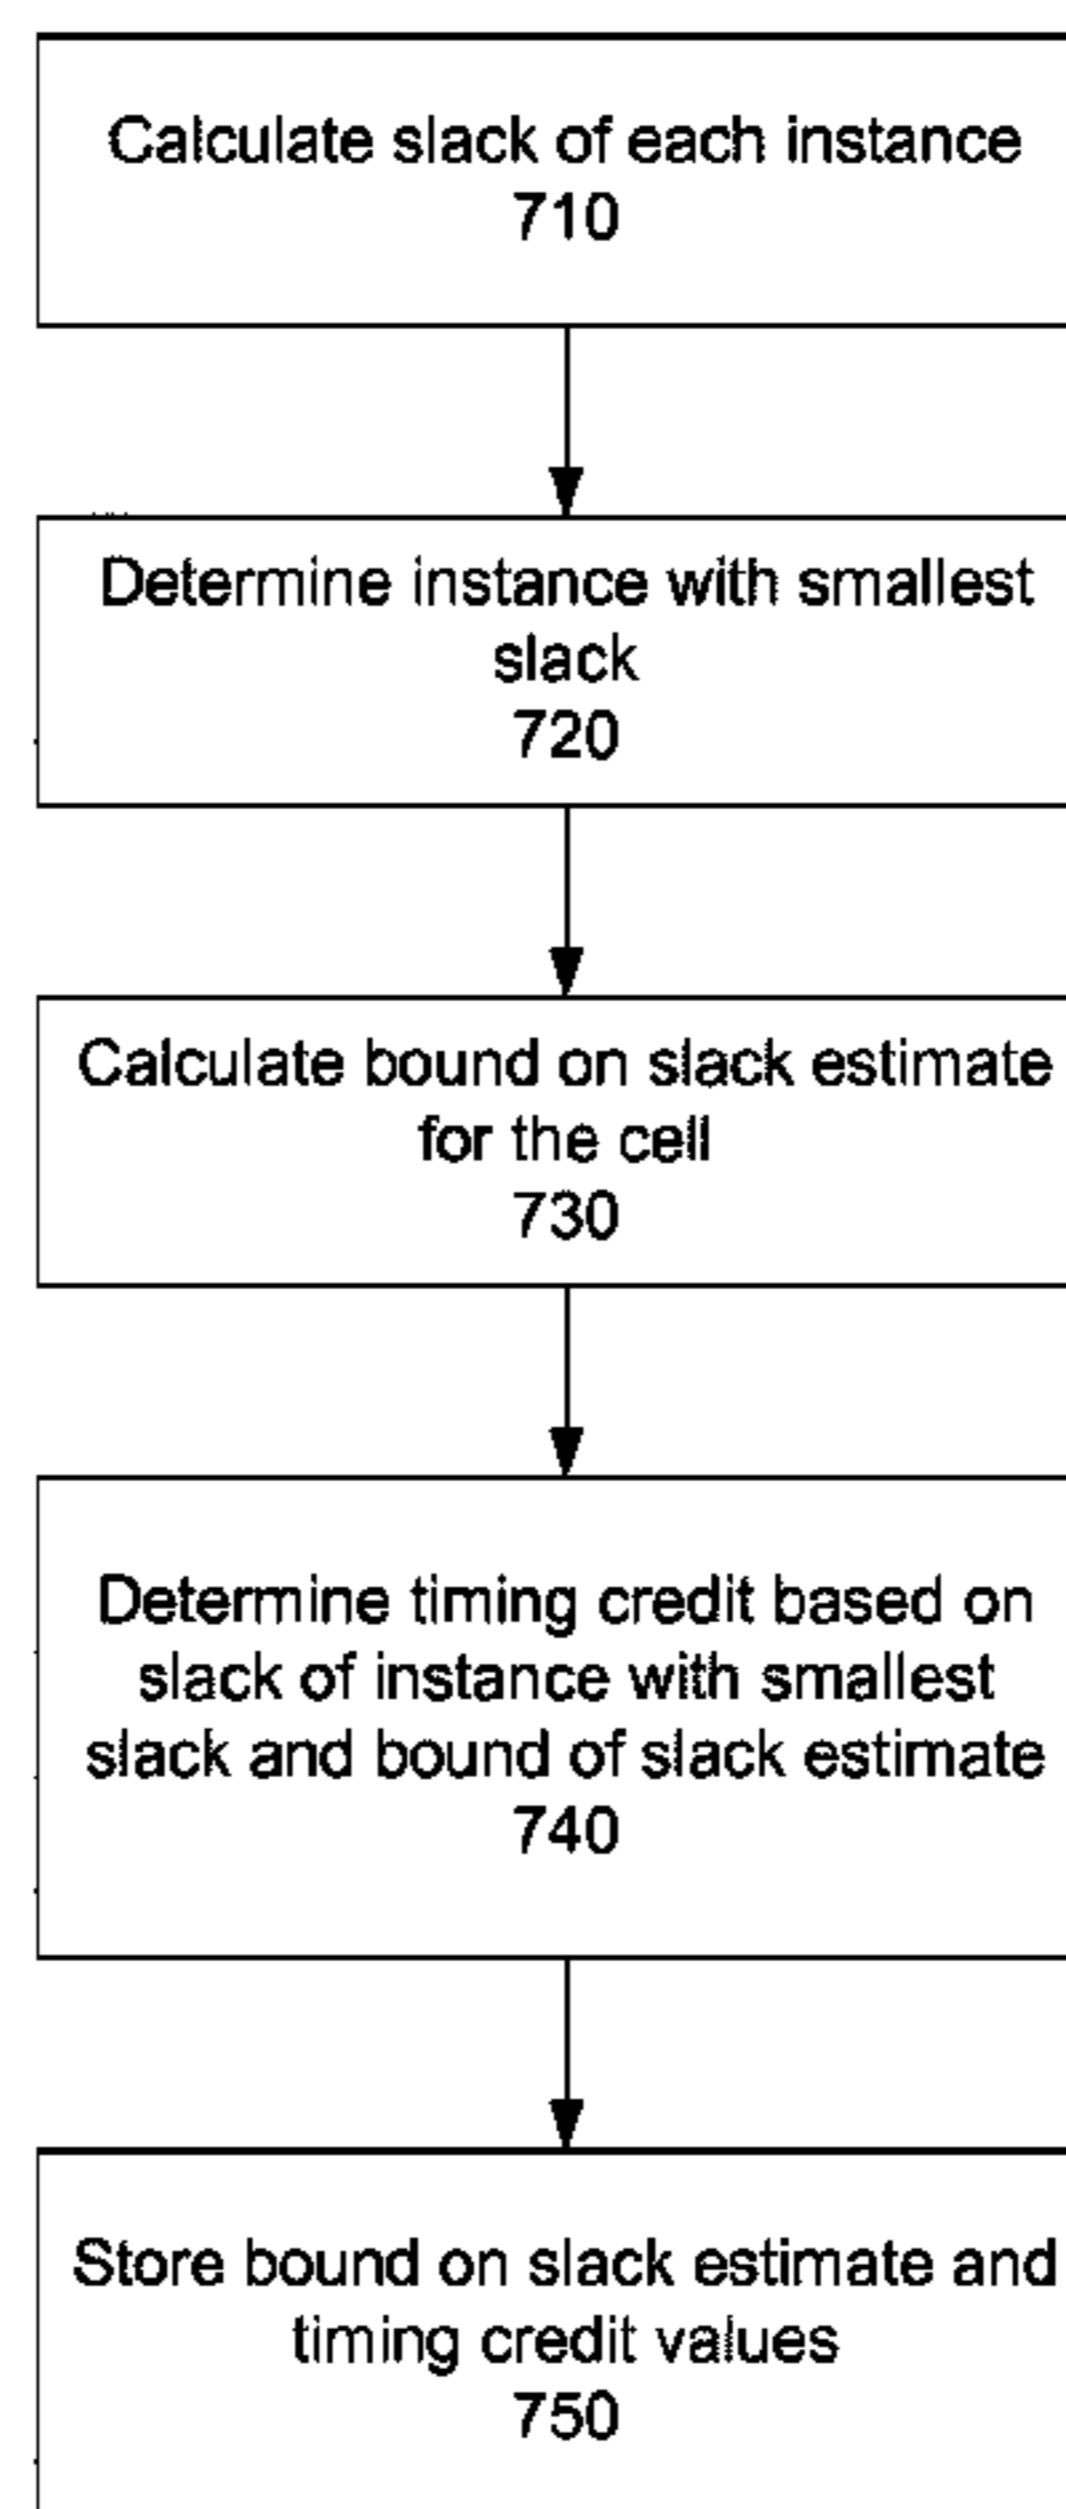 Calculate slack of each instance
710
Determine instance with smallest
slack
720
Calculate bound on slack estimate
for the cell
730
Determine timing credit based on
slack of instance with smallest
slack and bound of slack estimate
740
Store bound on slack estimate and
timing credit values
750